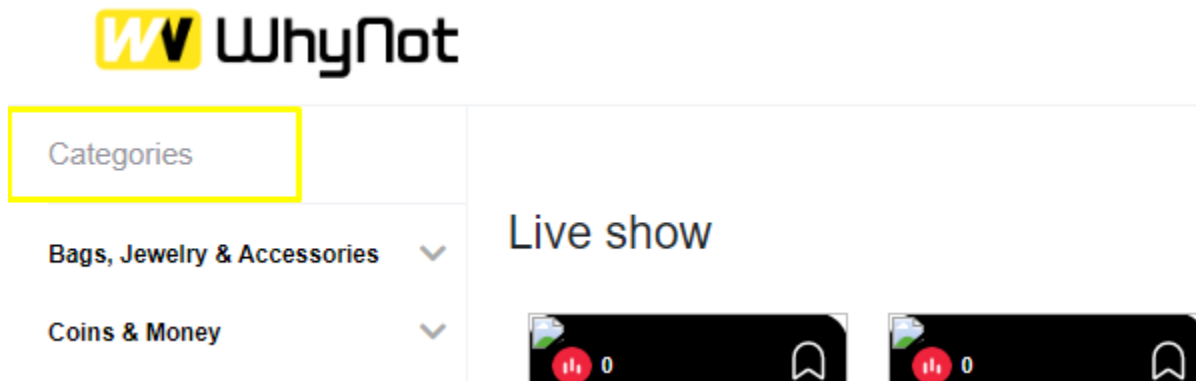 WV WhyNot
Categories
Bags, Jewelry & Accessories
Coins & Money
Live show
0
0